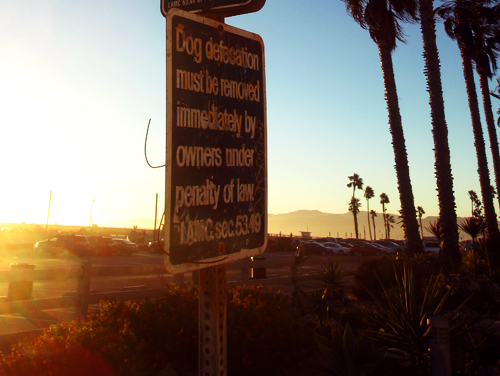 Dog defecation
must be removed
immediately by
owners under
penalty of law.
LAMC sec.53.49